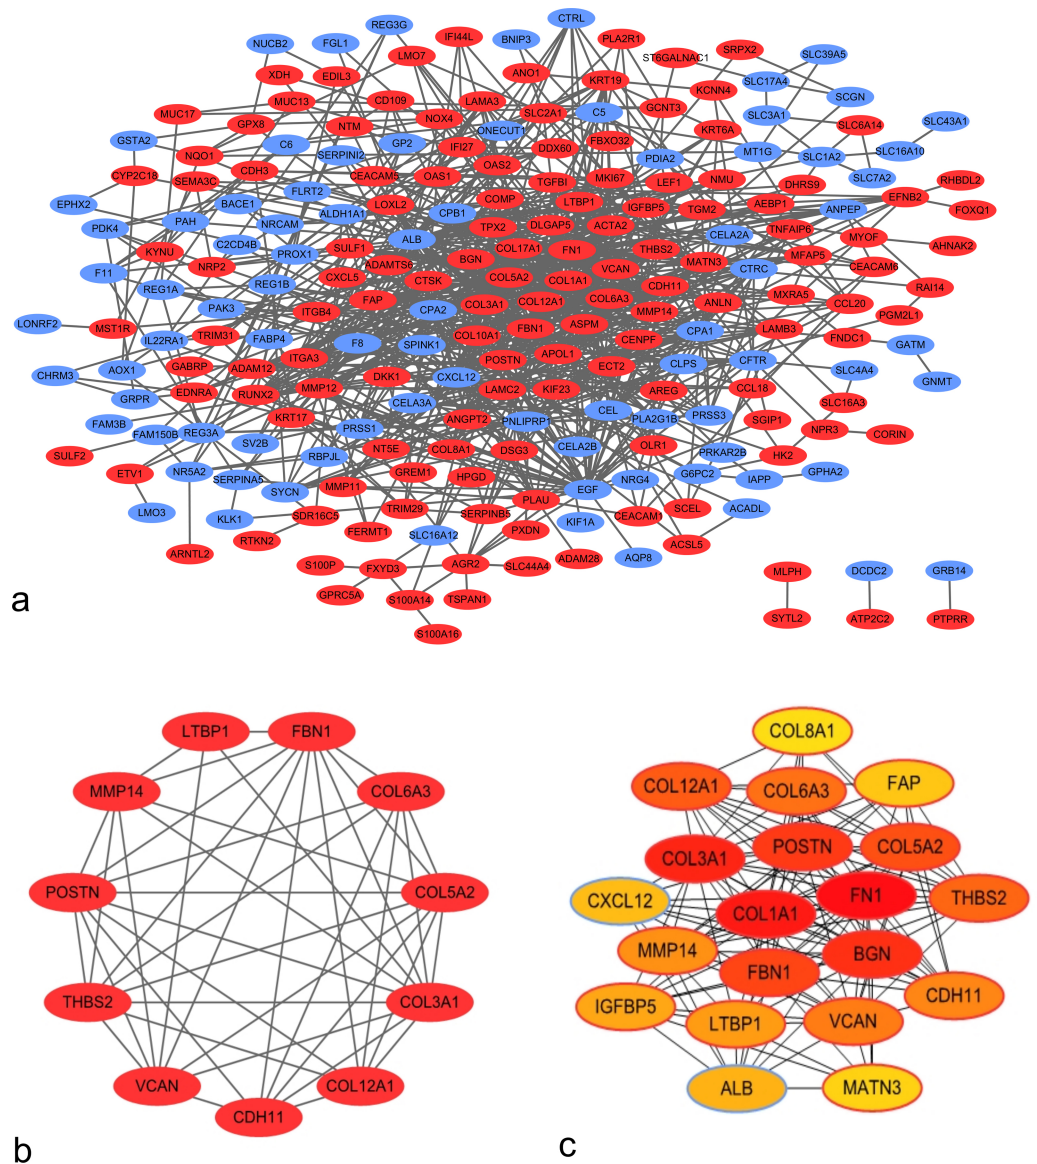 REG3G
CTRL
NUCB2
FGL1
IFI44L
BNIP3
PLA2R1
SRPX2
SLC39A5
LMO7
ST6GALNAC1
XDH
EDIL3
ANO1
KRT19
SLC17A4
KCNN4
SCGN
MUC17
MUC13
CD109
LAMA3
SLC2A1
C5
GCNT3
SLC3A1
GPX8
NTM
NOX4
ONECUT1
KRT6A
SLC6A14
SLC43A1
GSTA2
C6
GP2
IFI27
DDX60
FBXO32
NQO1
SERPINI2
OAS2
PDIA2
MT1G
SLC1A2
SLC16A10
CYP2C18
SEMA3C
CDH3
CEACAM5
OAS1
TGFBI
MKI67
LEF1
NMU
DHRS9
SLC7A2
RHBDL2
EPHX2
BACE1
FLRT2
LOXL2
COMP
LTBP1
IGFBP5
TGM2
AEBP1
ANPEP
EFNB2
FOXQ1
PDK4
PAH
NRCAM
ALDH1A1
CPB1
TPX2
DLGAP5
ACTA2
CELA2A
TNFAIP6
MYOF
AHNAK2
KYNU
C2CD4B
PROX1
SULF1
ALB
BGN
COL17A1
FN1
THBS2
MATN3
MFAP5
CEACAM6
F11
NRP2
ADAMTS6
CTSK
COL5A2
COL1A1
VCAN
CDH11
CTRC
REG1A
REG1B
CXCL5
FAP
COL3A1
COL12A1
COL6A3
MMP14
ANLN
MXRA5
CCL20
RAI14
PAK3
ITGB4
CPA2
PGM2L1
LONRF2
MST1R
TRIM31
FABP4
F8
SPINK1
COL10A1
FBN1
ASPM
CENPF
CPA1
LAMB3
FNDC1
GATM
IL22RA1
ITGA3
POSTN
APOL1
ECT2
CLPS
CFTR
SLC4A4
GNMT
CHRM3
AOX1
GABRP
ADAM12
DKK1
CXCL12
LAMC2
KIF23
AREG
CCL18
GRPR
EDNRA
RUNX2
MMP12
CELA3A
SLC16A3
FAM3B
FAM150B
REG3A
KRT17
PRSS1
ANGPT2
PNLIPRP1
CEL
PLA2G1B
PRSS3
SGIP1
NPR3
CORIN
SULF2
SV2B
RBPJL
NT5E
COL8A1
DSG3
CELA2B
OLR1
PRKAR2B
HK2
ETV1
NR5A2
SERPINA5
SYCN
MMP11
GREM1
HPGD
EGF
NRG4
G6PC2
IAPP
GPHA2
LMO3
KLK1
SDR16C5
TRIM29
SERPINB5
PLAU
CEACAM1
SCEL
ACADL
ARNTL2
RTKN2
FERMT1
SLC16A12
PXDN
KIF1A
ACSL5
S100P
FXYD3
AGR2
SLC44A4
ADAM28
AQP8
GPRC5A
S100A14
TSPAN1
S100A16
MLPH
DCDC2
GRB14
SYTL2
ATP2C2
PTPRR
a
LTBP1
FBN1
MMP14
COL6A3
POSTN
COL5A2
THBS2
COL3A1
VCAN
COL12A1
CDH11
b
COL8A1
COL12A1
COL6A3
FAP
COL3A1
POSTN
COL5A2
CXCL12
COL1A1
FN1
THBS2
MMP14
FBN1
BGN
IGFBP5
LTBP1
VCAN
CDH11
ALB
MATN3
c